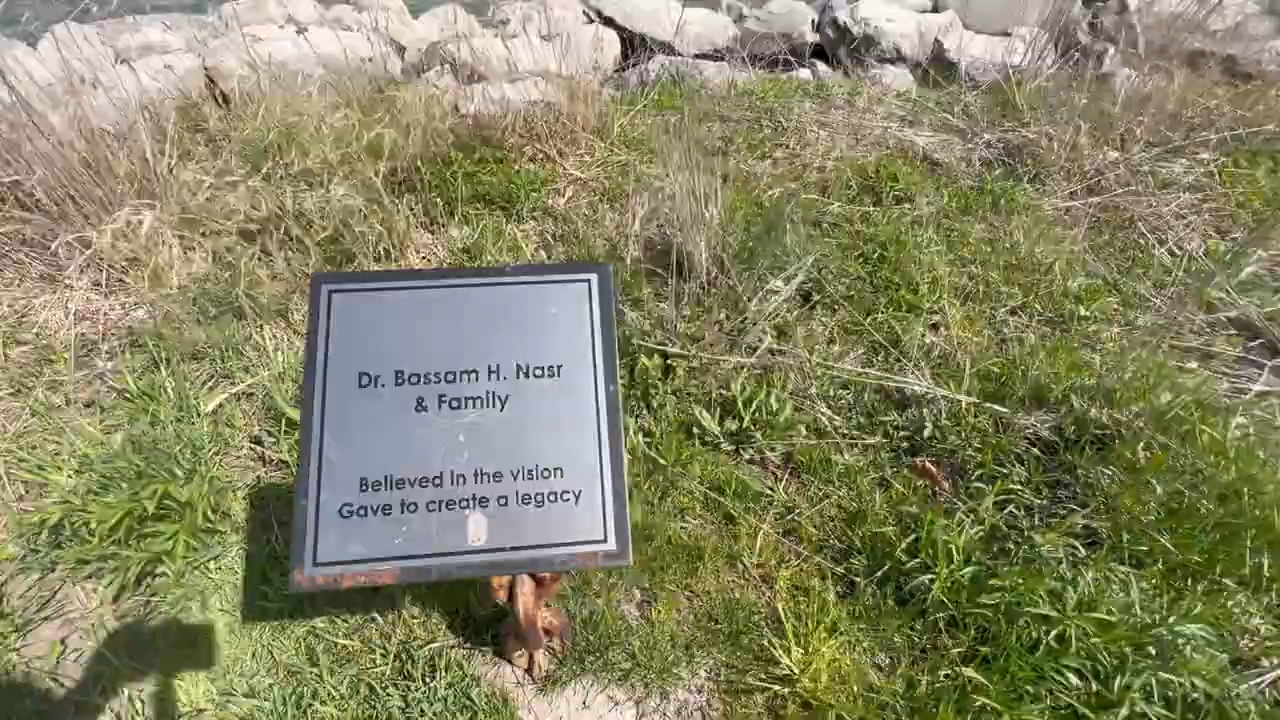 Dr. Bassam H. Nasr
& Family
Believed in the vision
Gave to create a legacy